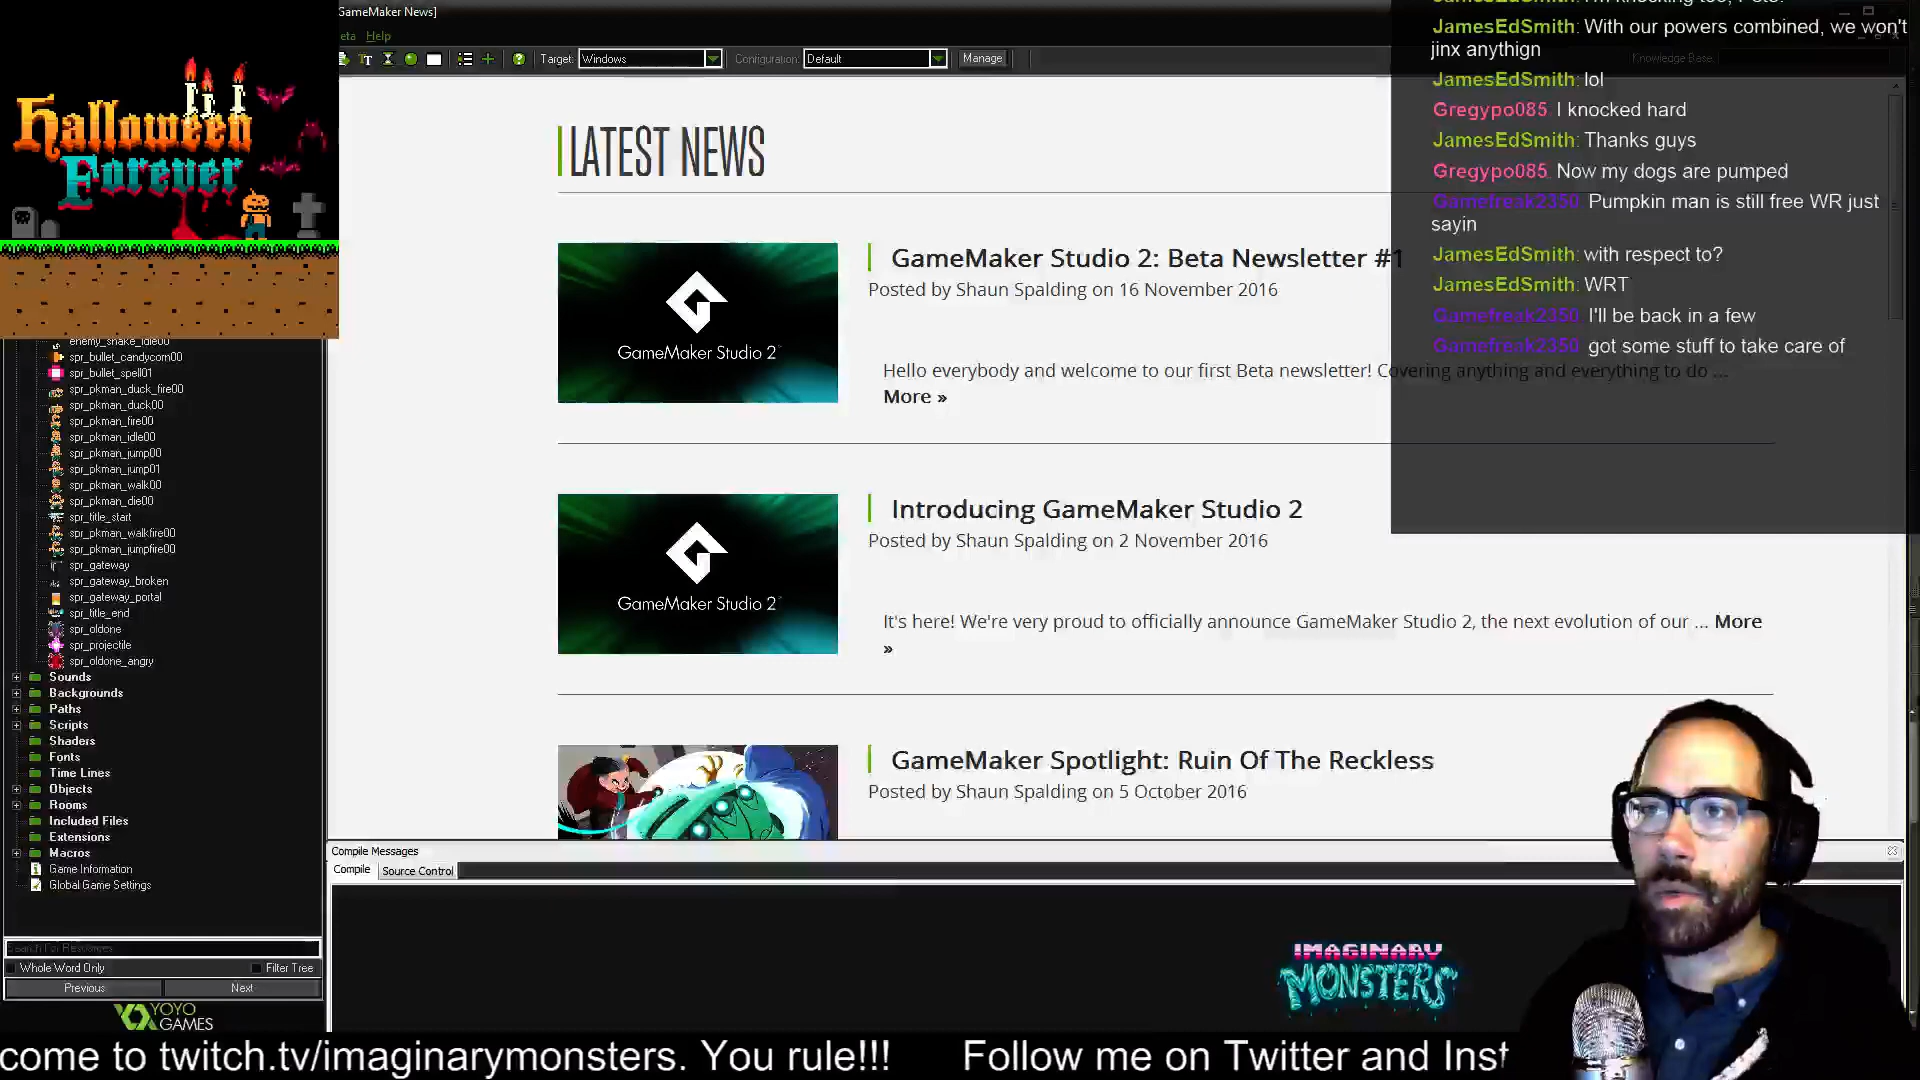 GameMaker News]
eta Help
Target: Windows Configuration: Default Manage
Knowledge Base:
Halloween
Forever
enemy_snake_idle00
spr_bullet_candycorn00
spr_bullet_spell01
spr_pkman_duck_fire00
spr_pkman_duck00
spr_pkman_fire00
spr_pkman_idle00
spr_pkman_jump00
spr_pkman_jump01
spr_pkman_walk00
spr_pkman_die00
spr_title_start
spr_pkman_walkfire00
spr_pkman_jumpfire00
spr_gateway
spr_gateway_broken
spr_gateway_portal
spr_title_end
spr_oldone
spr_projectile
spr_oldone_angry
Sounds
Backgrounds
Paths
Scripts
Shaders
Fonts
Time Lines
Objects
Rooms
Included Files
Extensions
Macros
Game Information
Global Game Settings
Search For Resources
Whole Word Only Filter Tree
Previous Next
YOYO
GAMES
LATEST NEWS
GameMaker Studio 2
GameMaker Studio 2: Beta Newsletter #1
Posted by Shaun Spalding on 16 November 2016
Hello everybody and welcome to our first Beta newsletter! Covering anything and everything to do ...
More »
GameMaker Studio 2
Introducing GameMaker Studio 2
Posted by Shaun Spalding on 2 November 2016
It's here! We're very proud to officially announce GameMaker Studio 2, the next evolution of our ... More
»
GameMaker Spotlight: Ruin Of The Reckless
Posted by Shaun Spalding on 5 October 2016
JamesEdSmith: With our powers combined, we won't
jinx anythign
JamesEdSmith: lol
Gregypo085: I knocked hard
JamesEdSmith: Thanks guys
Gregypo085: Now my dogs are pumped
Gamefreak2350: Pumpkin man is still free WR just
sayin
JamesEdSmith: with respect to?
JamesEdSmith: WRT
Gamefreak2350: I'll be back in a few
Gamefreak2350: got some stuff to take care of
Compile Messages
Compile Source Control
IMAGINARY
MONSTERS
come to twitch.tv/imaginarymonsters. You rule!!! Follow me on Twitter and Inst